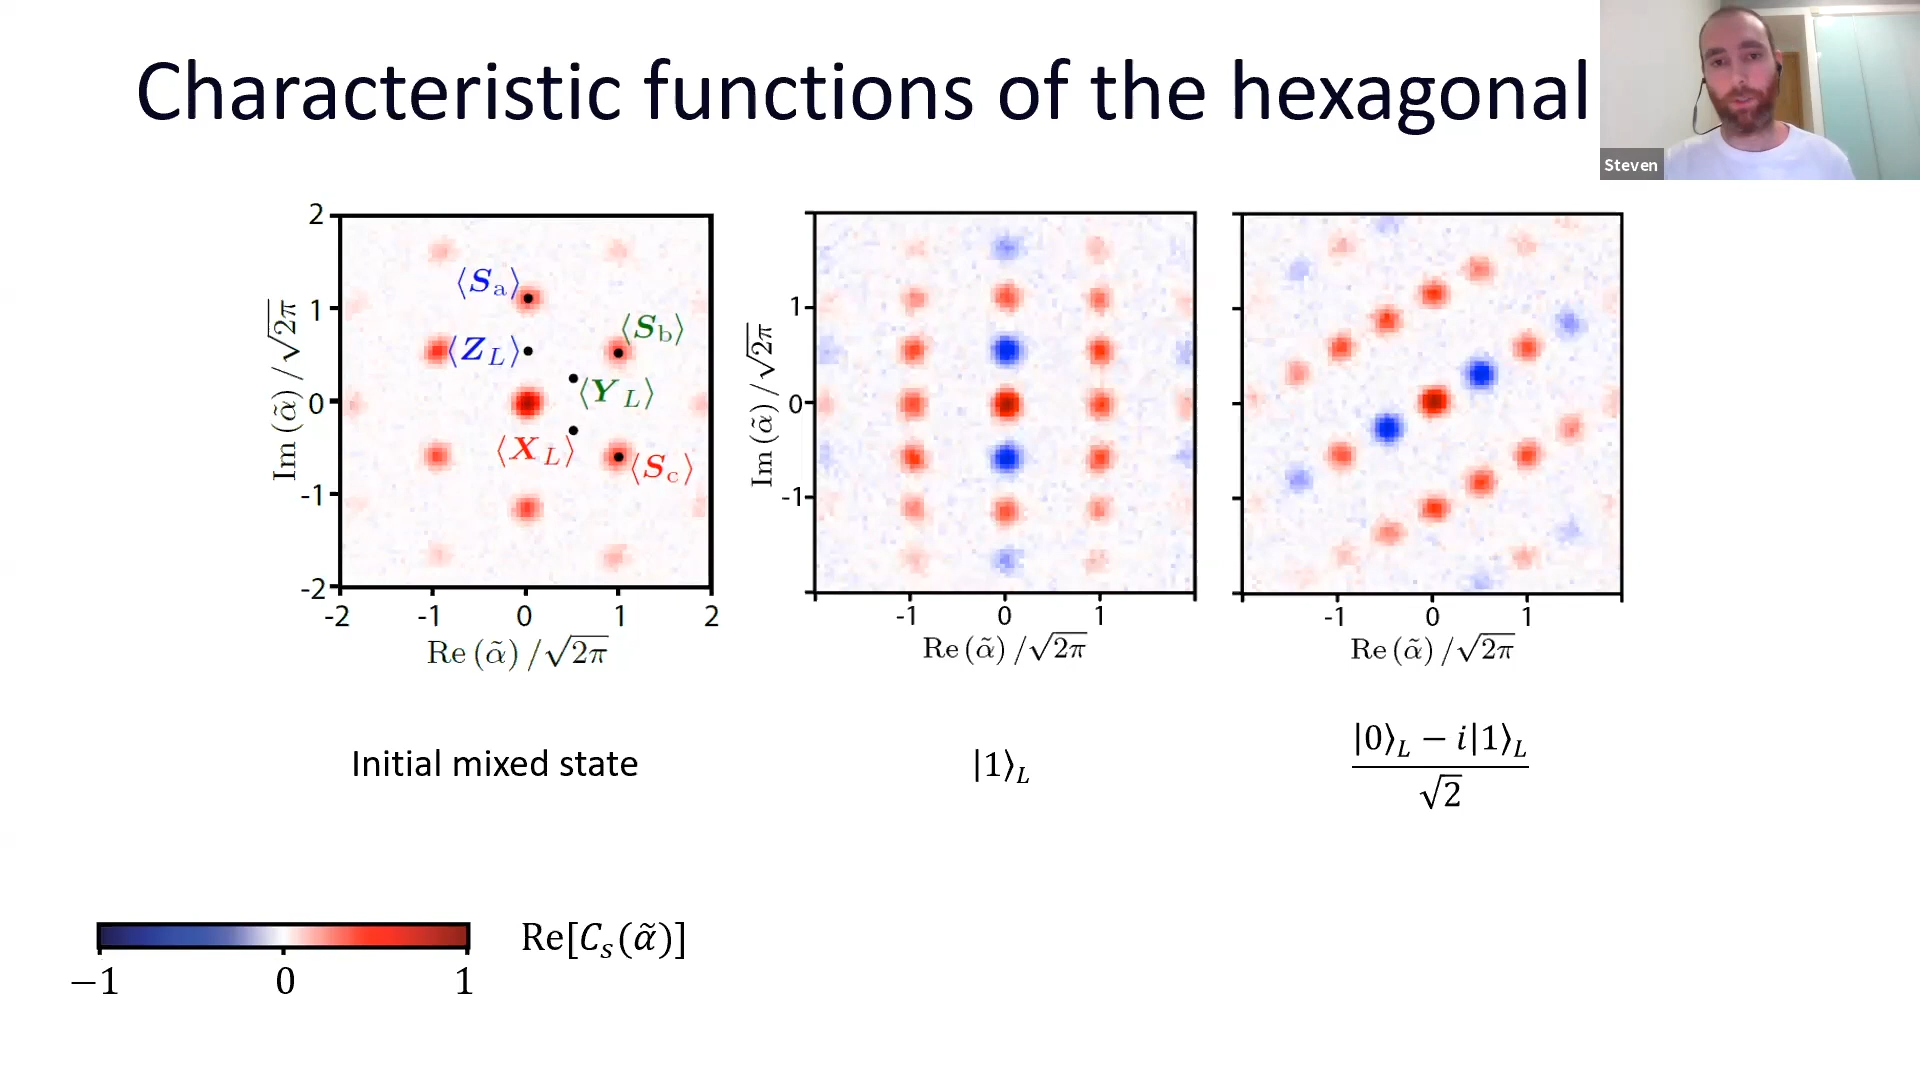 Characteristic functions of the hexagonal
Steven
2
1
0
-1
-2
Im (α̃) /√2π
⟨S_a⟩
⟨S_b⟩
⟨Z_L⟩
⟨Y_L⟩
⟨X_L⟩
⟨S_c⟩
-2 -1 0 1 2
Re (α̃) /√2π
1
0
-1
Im (α̃) /√2π
-1 0 1
Re (α̃) /√2π
-1 0 1
Re (α̃) /√2π
Initial mixed state
|1⟩_L
|0⟩_L − i|1⟩_L
√2
Re[C_s(α̃)]
−1 0 1